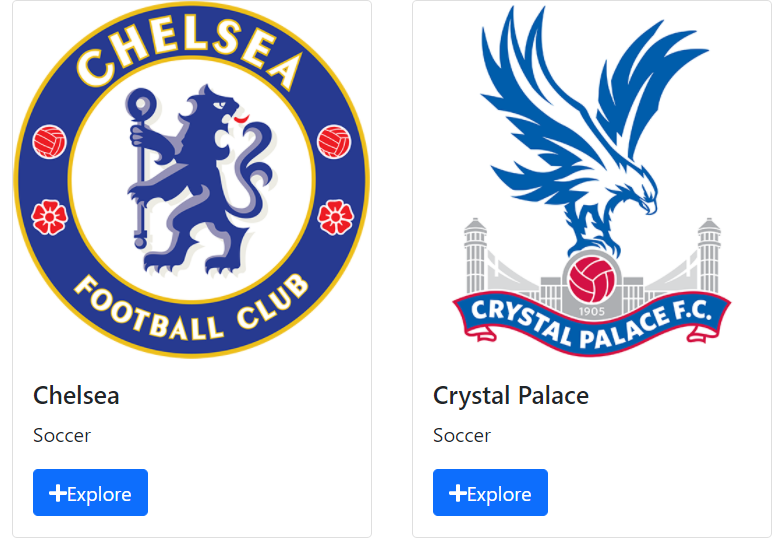 CHELSEA
FOOTBALL CLUB
Chelsea
Soccer
Explore
1905
CRYSTAL PALACE F.C.
Crystal Palace
Soccer
Explore